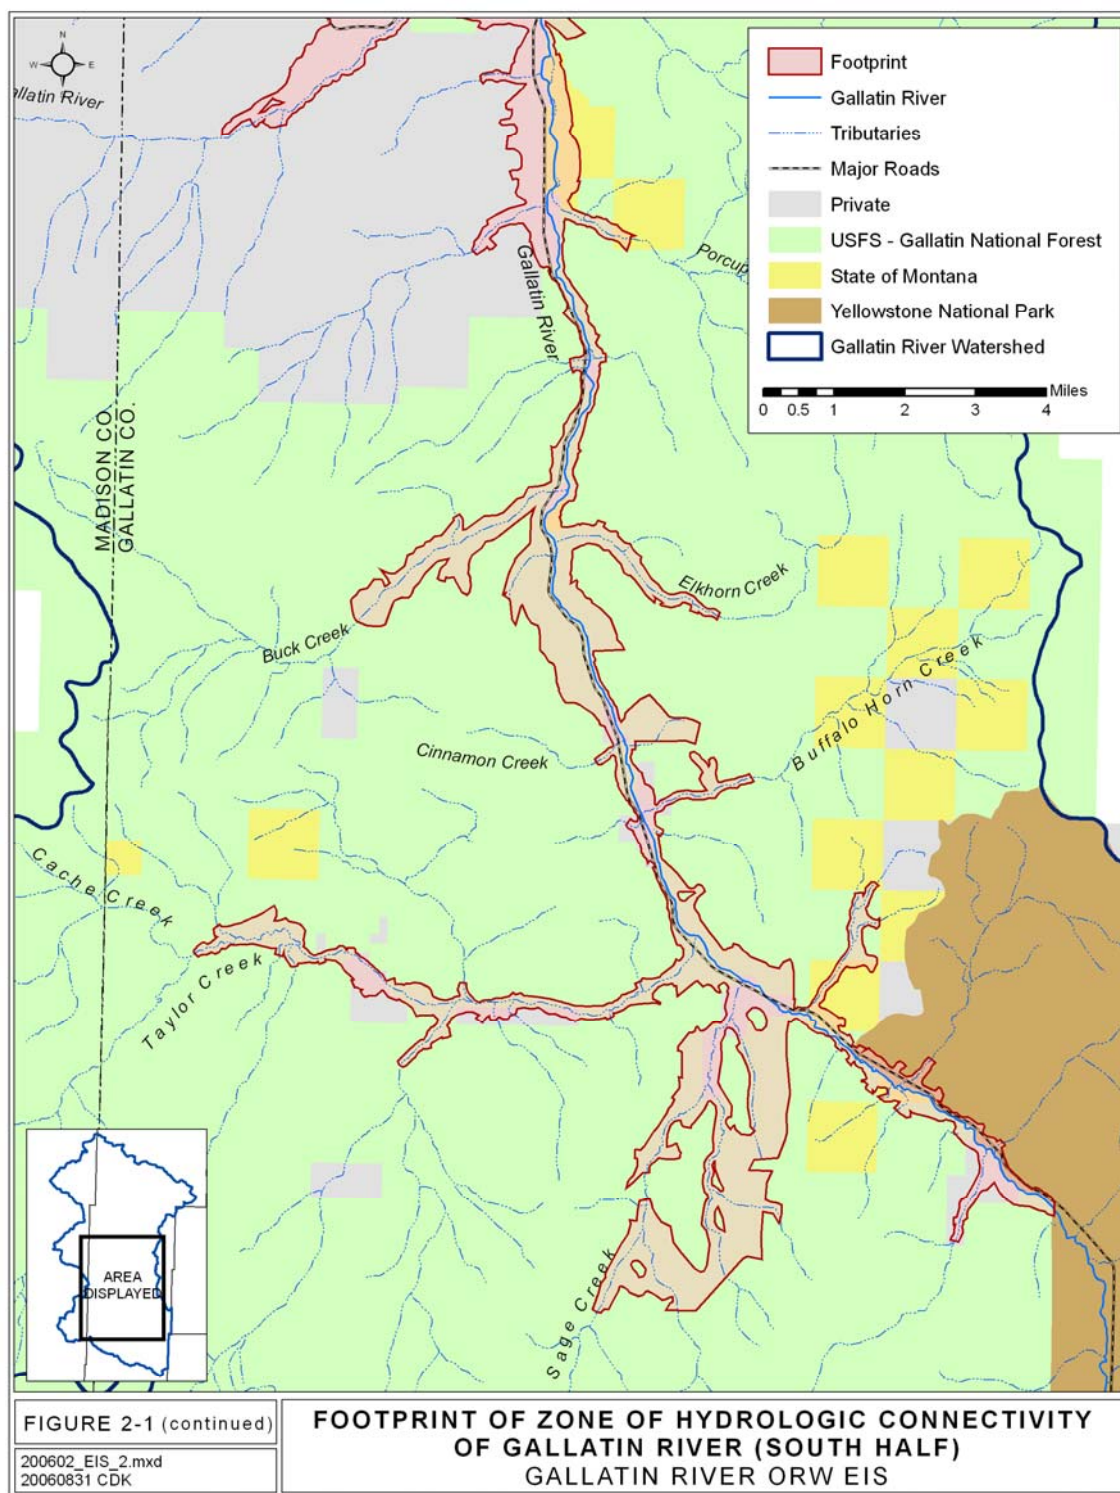 N
W E
S
allatin River
Footprint
Gallatin River
Tributaries
Major Roads
Private
USFS - Gallatin National Forest
State of Montana
Yellowstone National Park
Gallatin River Watershed
Miles
0 0.5 1 2 3 4
Porcup
Gallatin River
MADISON CO.
GALLATIN CO.
Elkhorn Creek
Buck Creek
Buffalo Horn Creek
Cinnamon Creek
Cache Creek
Taylor Creek
Sage Creek
AREA
DISPLAYED
FIGURE 2-1 (continued)
200602_EIS_2.mxd
20060831 CDK
FOOTPRINT OF ZONE OF HYDROLOGIC CONNECTIVITY
OF GALLATIN RIVER (SOUTH HALF)
GALLATIN RIVER ORW EIS